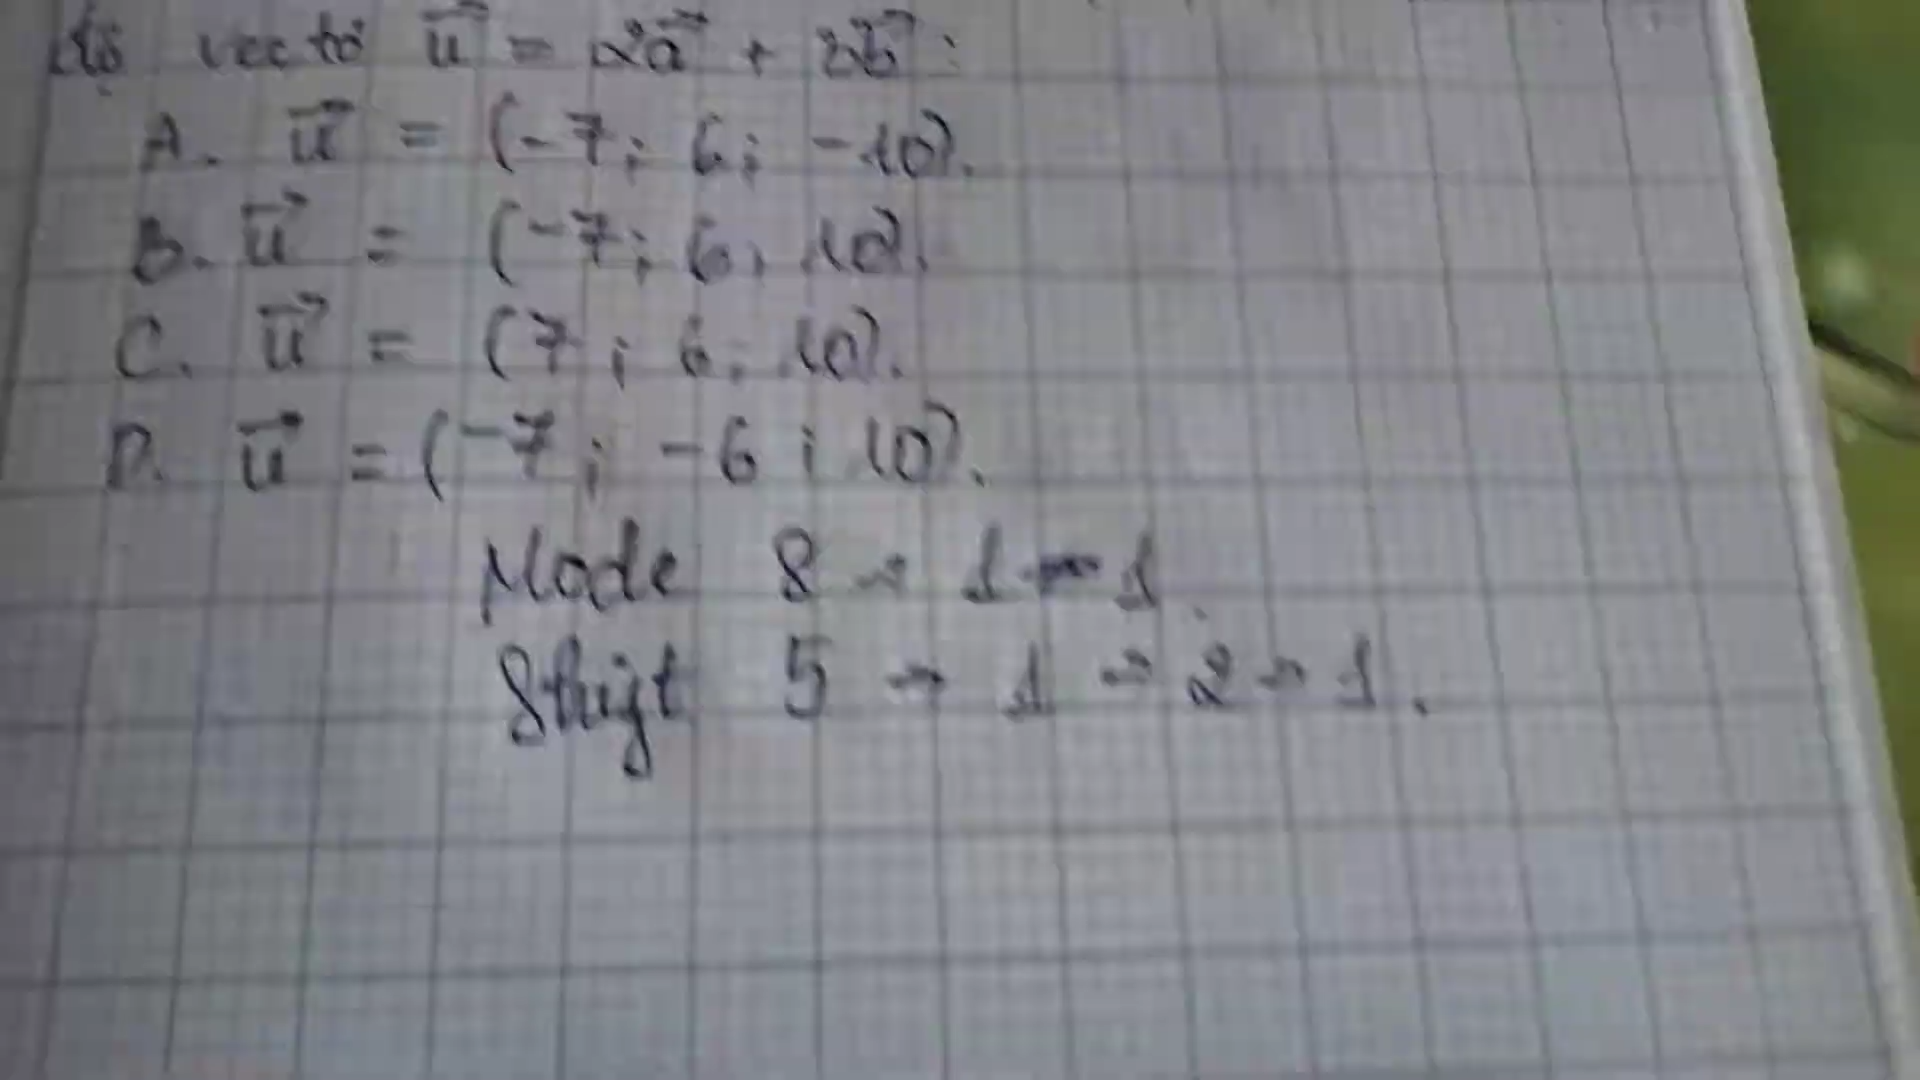 độ vectơ u⃗ = 2a⃗ + 2b⃗ :
A. u⃗ = (-7; 6; -10).
B. u⃗ = (-7; 6; 10).
C. u⃗ = (7; 6; 10).
D. u⃗ = (-7; -6; 10).
Mode 8 → 1 → 1.
Shift 5 → 1 → 2 → 1.